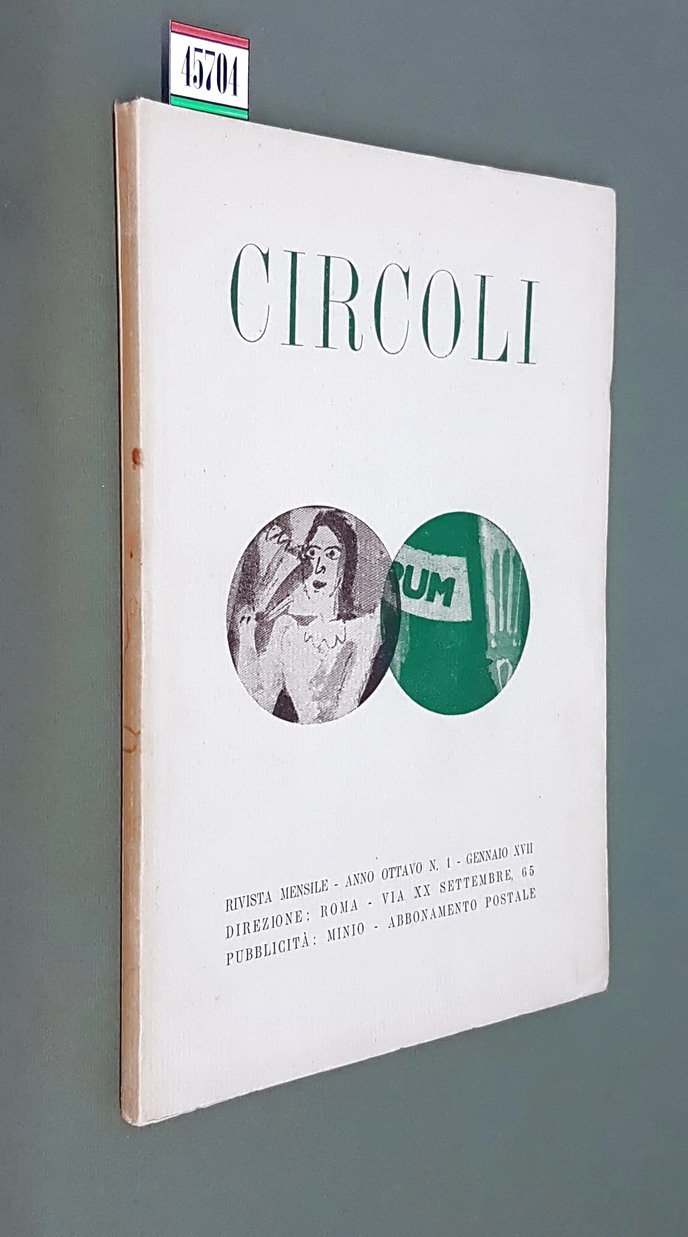 45704
CIRCOLI
RUM
RIVISTA MENSILE - ANNO OTTAVO N. 1 - GENNAIO XVII
DIREZIONE: ROMA - VIA XX SETTEMBRE, 65
PUBBLICITÀ: MINIO - ABBONAMENTO POSTALE